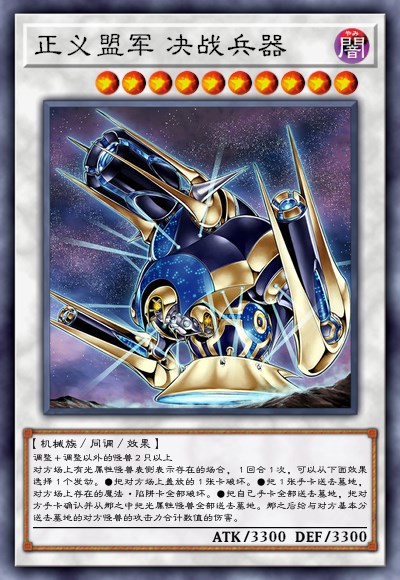 正义盟军 决战兵器
闇
やみ
【机械族/同调/效果】
调整+调整以外的怪兽2只以上
对方场上有光属性怪兽表侧表示存在的场合,1回合1次,可以从下面效果
选择1个发动。●把对方场上盖放的1张卡破坏。●把1张手卡送去墓地,
对方场上存在的魔法·陷阱卡全部破坏。●把自己手卡全部送去墓地,把对
方手卡确认并从那之中把光属性怪兽全部送去墓地。那之后给与对方基本分
送去墓地的对方怪兽的攻击力合计数值的伤害。
ATK/3300 DEF/3300